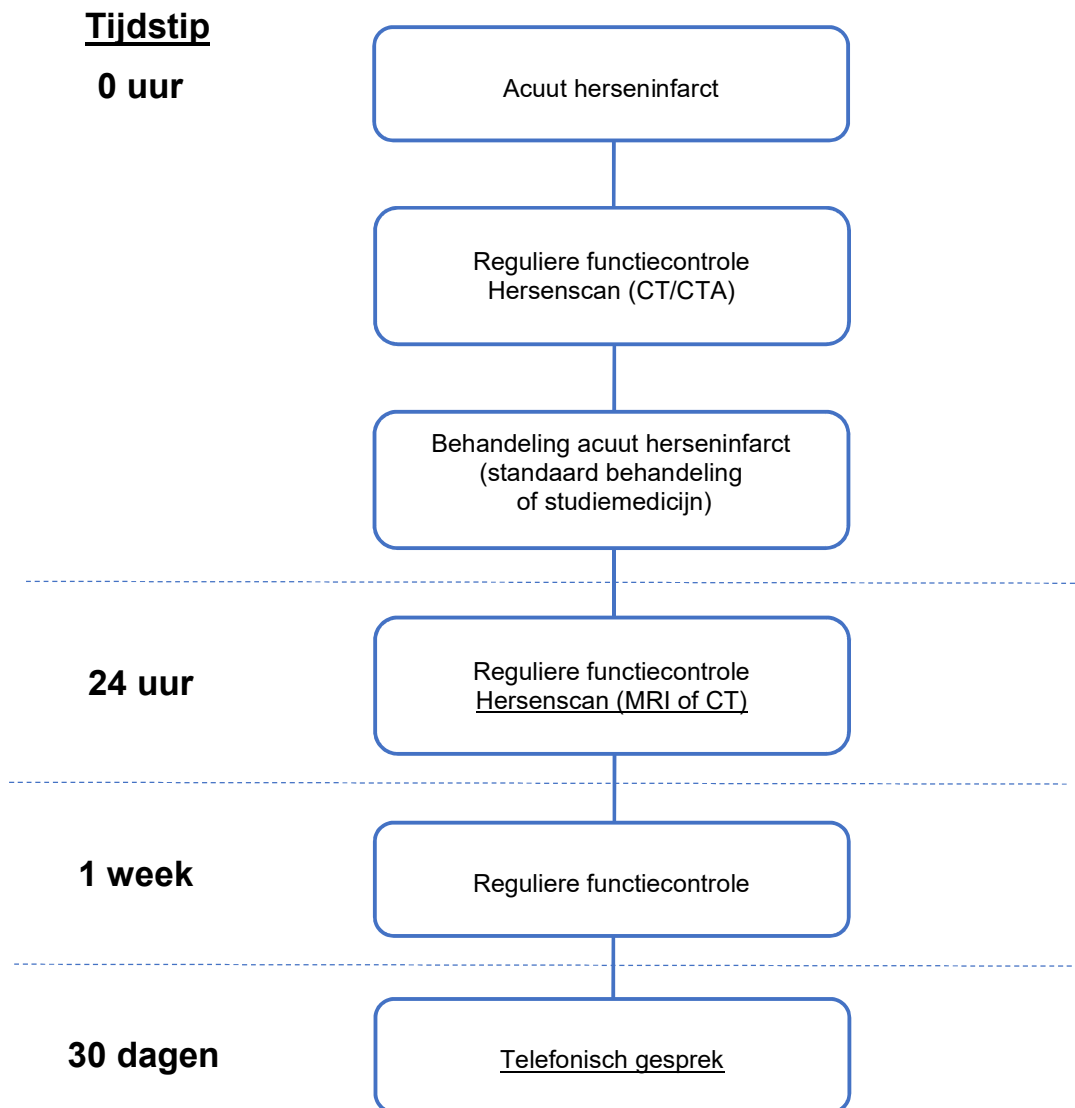 Tijdstip
0 uur
Acuut herseninfarct
Reguliere functiecontrole
Hersenscan (CT/CTA)
Behandeling acuut herseninfarct
(standaard behandeling
of studiemedicijn)
24 uur
Reguliere functiecontrole
Hersenscan (MRI of CT)
1 week
Reguliere functiecontrole
30 dagen
Telefonisch gesprek